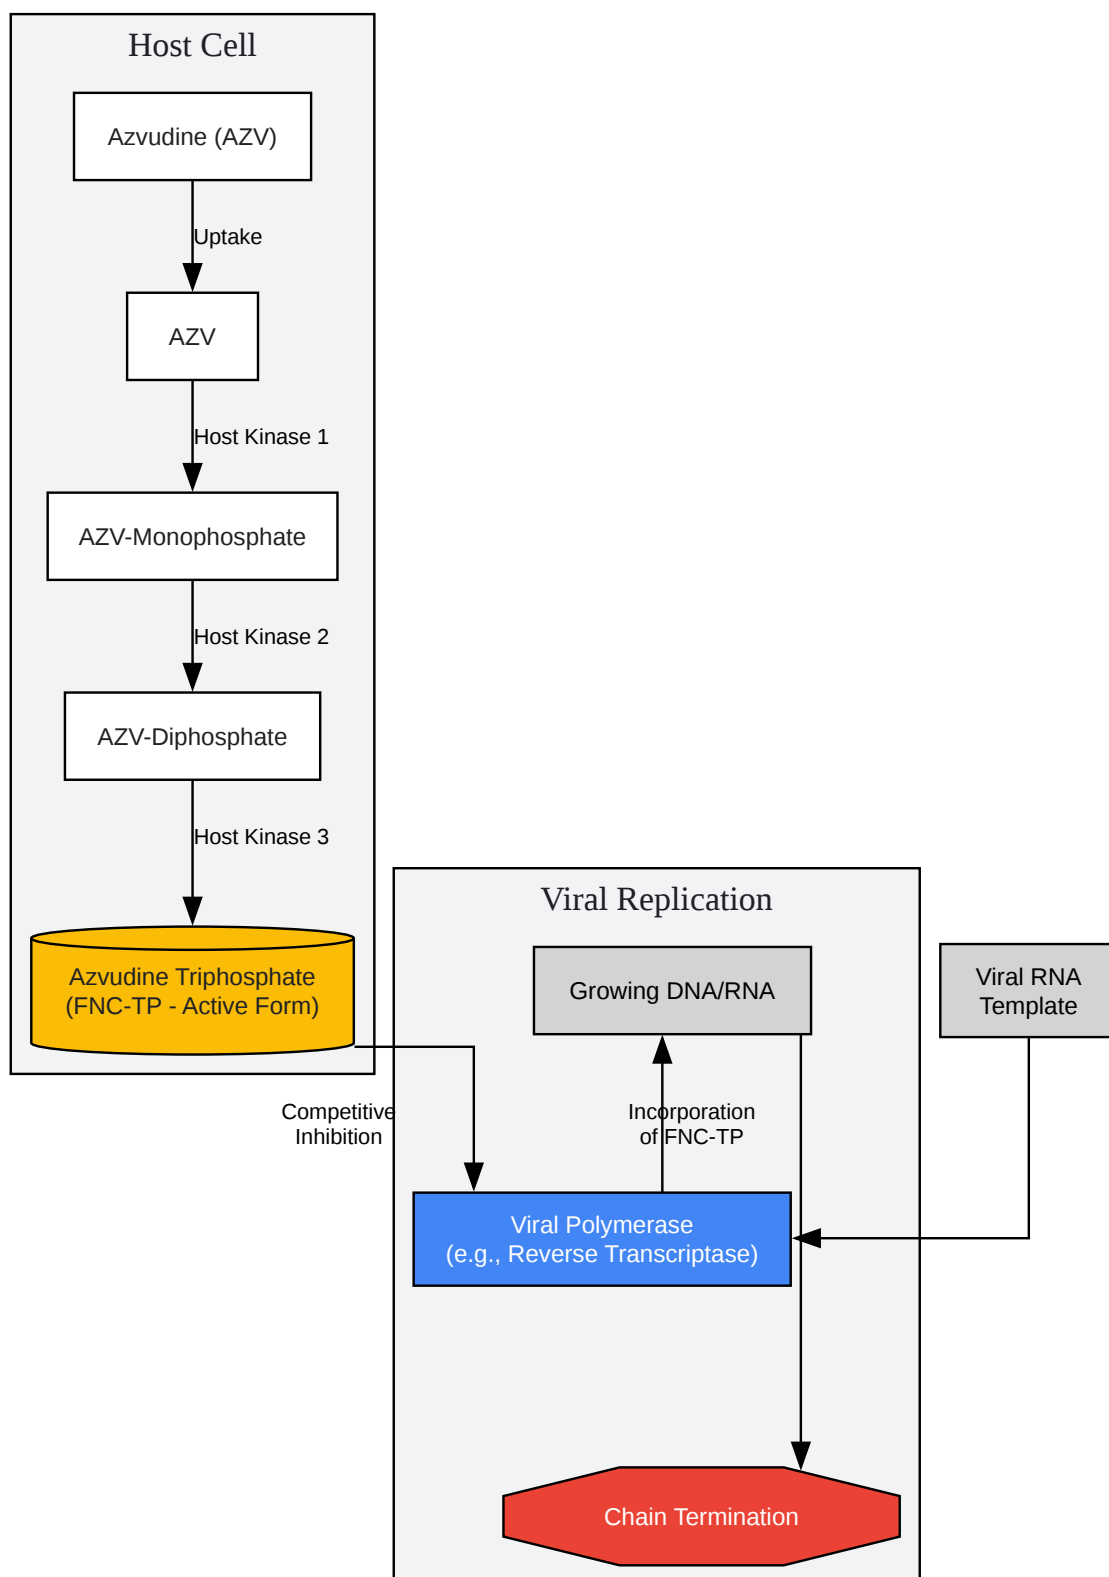 Host Cell
Azvudine (AZV)
Uptake
AZV
Host Kinase 1
AZV-Monophosphate
Host Kinase 2
AZV-Diphosphate
Host Kinase 3
Azvudine Triphosphate
(FNC-TP - Active Form)
Competitive
Inhibition
Viral Replication
Growing DNA/RNA
Incorporation
of FNC-TP
Viral Polymerase
(e.g., Reverse Transcriptase)
Chain Termination
Viral RNA
Template